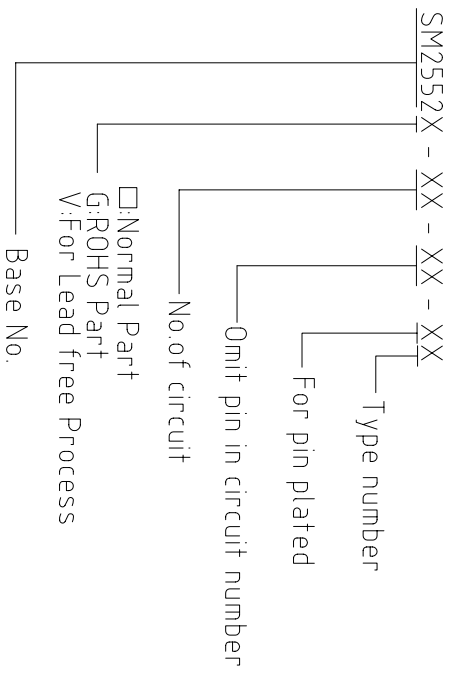 SM2552X - XX - XX - XX
Type number
For pin plated
Omit pin in circuit number
No.of circuit
□:Normal Part
G:ROHS Part
V:For Lead free Process
Base No.